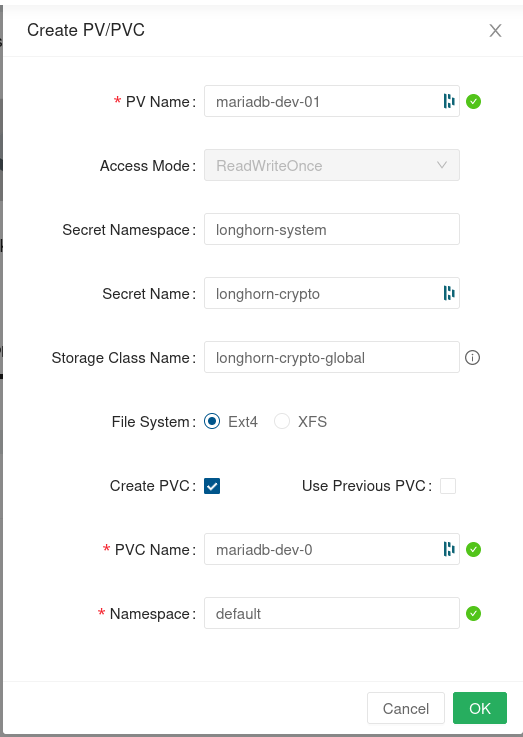 Create PV/PVC
* PV Name : mariadb-dev-01
Access Mode : ReadWriteOnce
Secret Namespace : longhorn-system
Secret Name : longhorn-crypto
Storage Class Name : longhorn-crypto-global
File System : Ext4 XFS
Create PVC : Use Previous PVC :
* PVC Name : mariadb-dev-0
* Namespace : default
Cancel OK